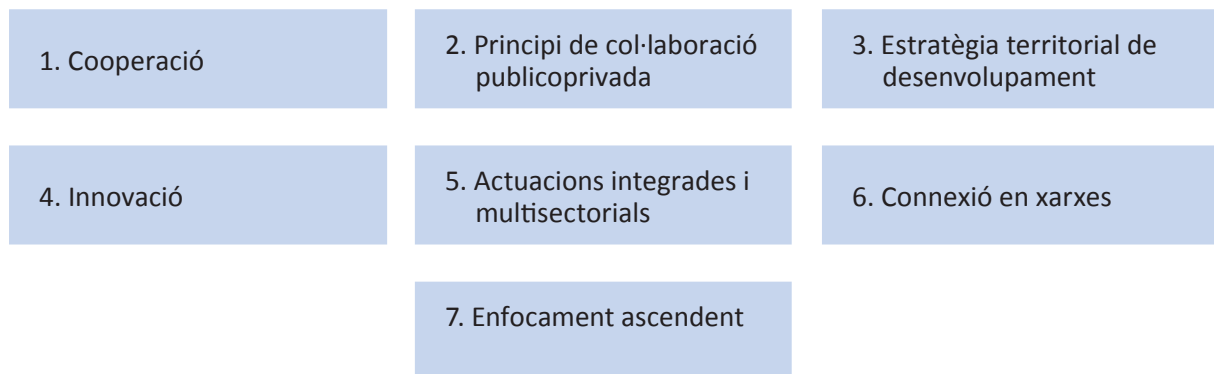 1. Cooperació
2. Principi de col·laboració
publicoprivada
3. Estratègia territorial de
desenvolupament
4. Innovació
5. Actuacions integrades i
multisectorials
6. Connexió en xarxes
7. Enfocament ascendent